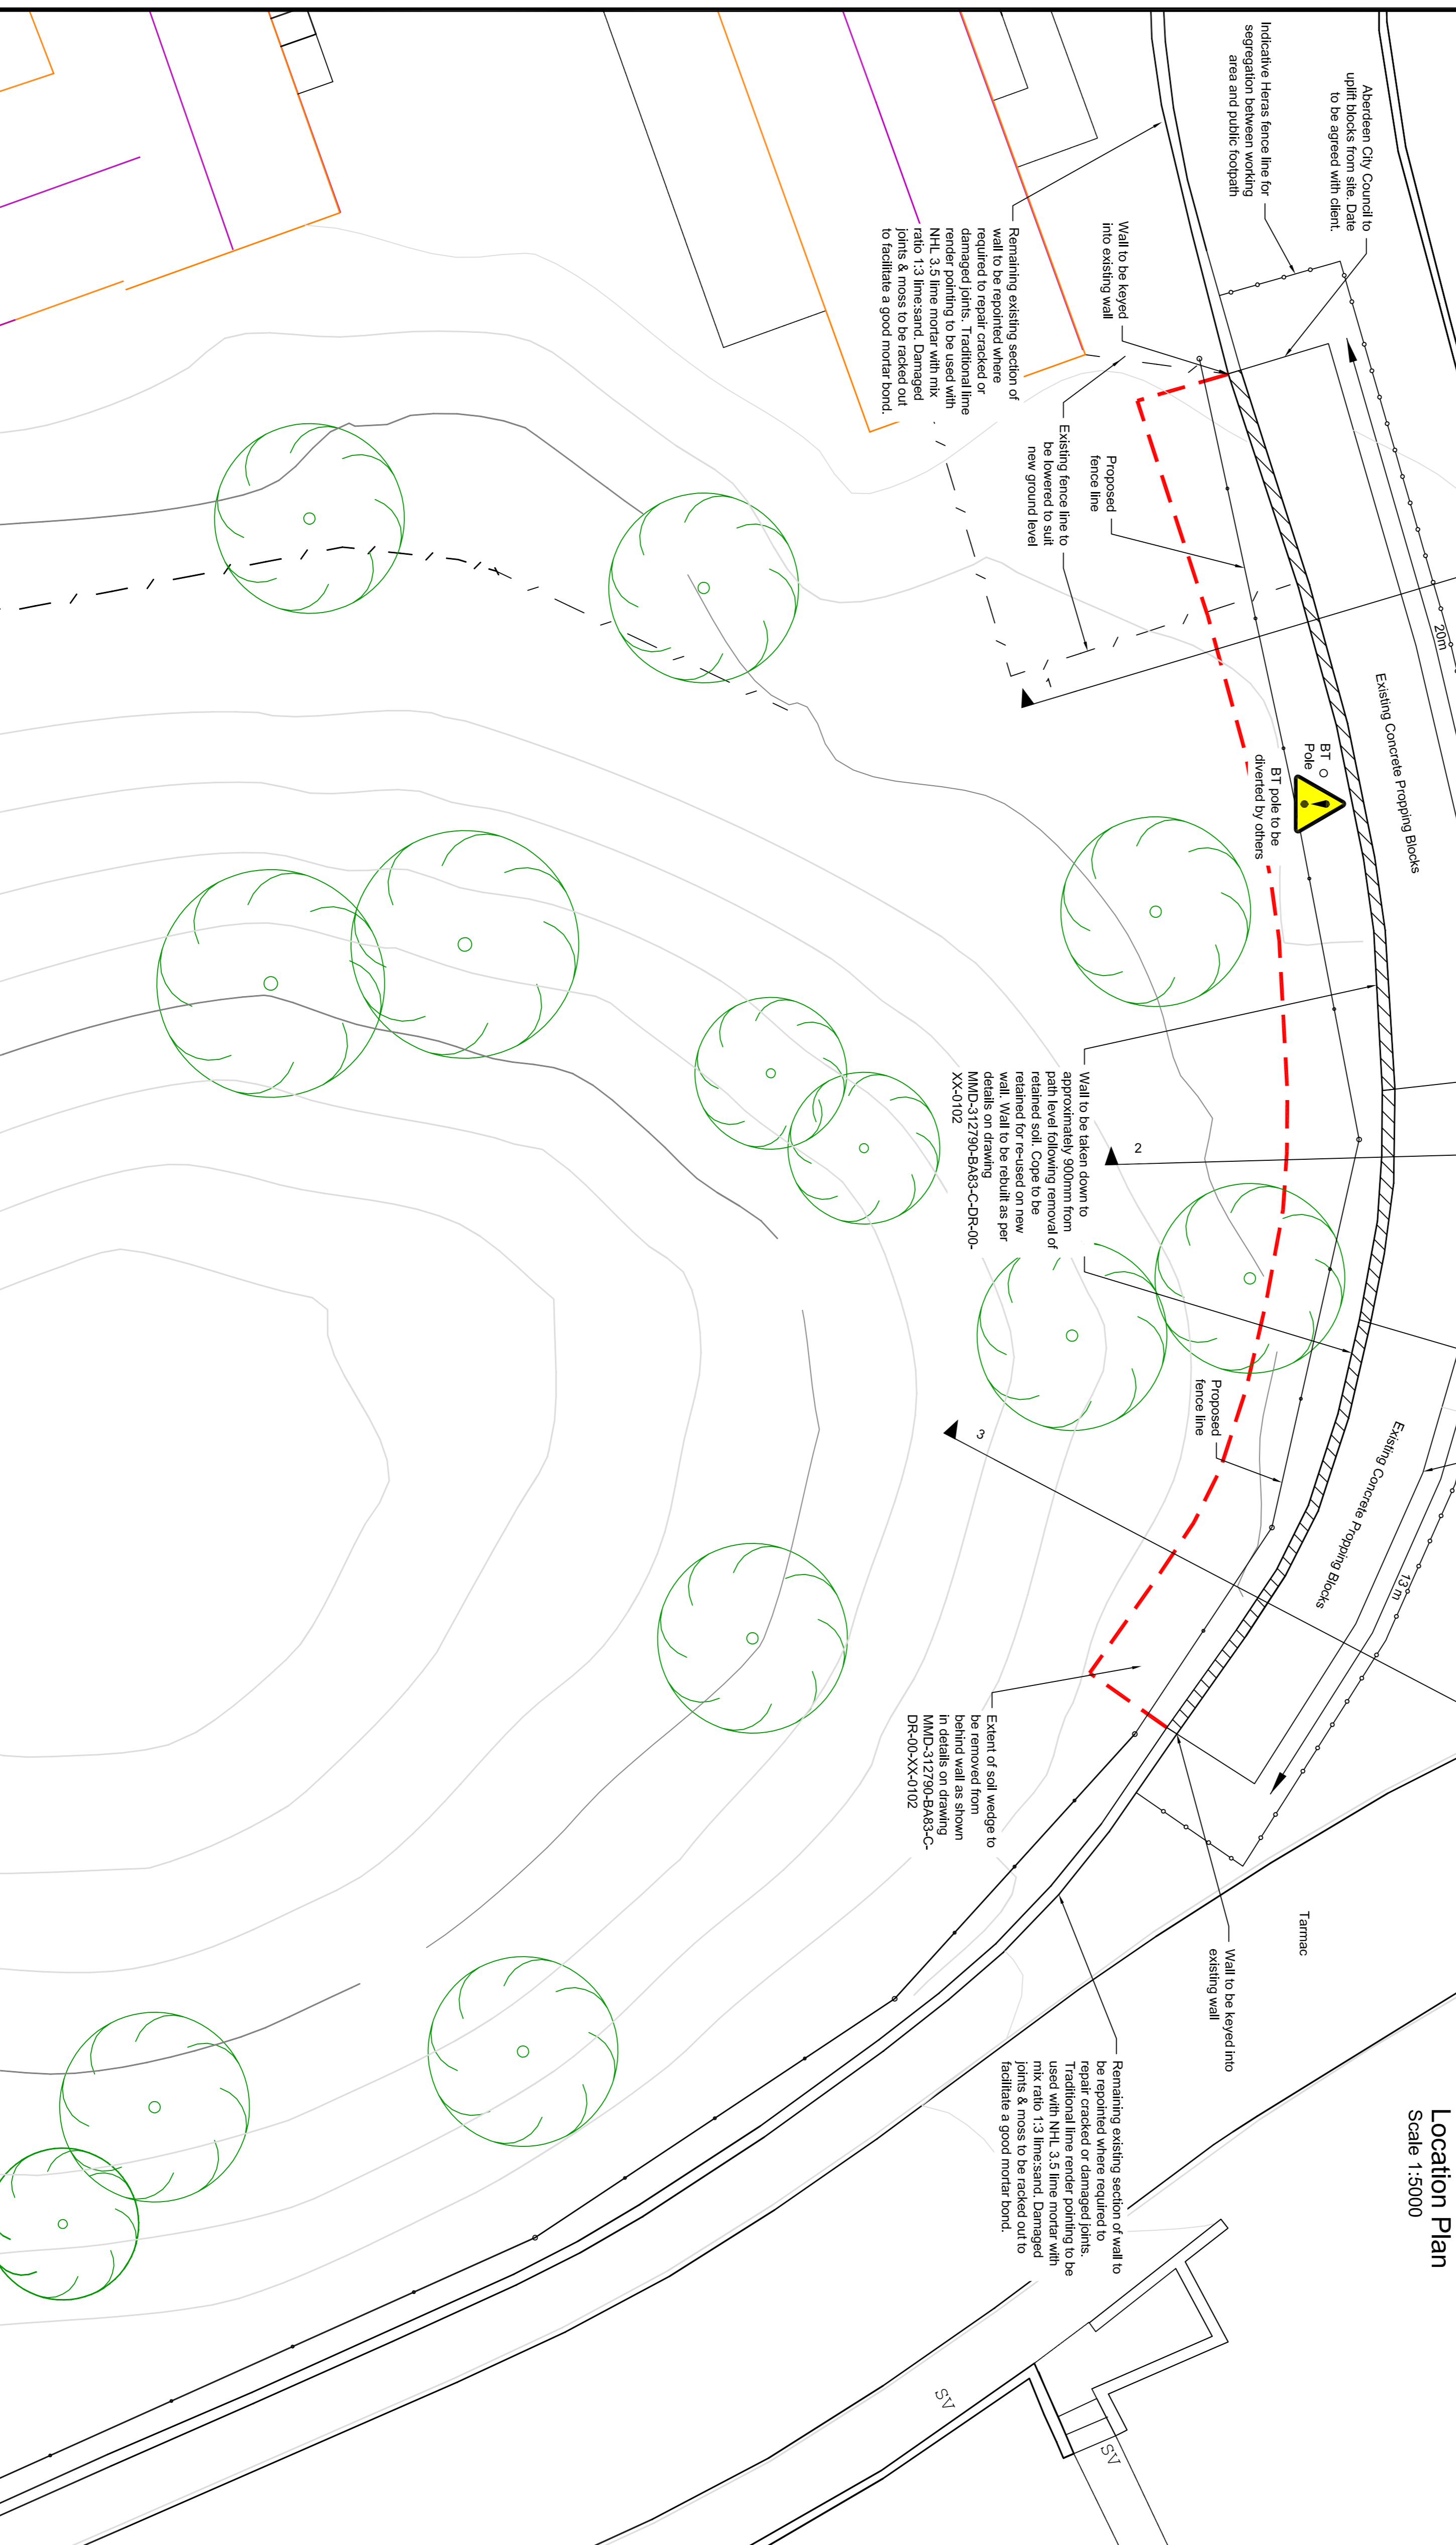 Location Plan
Scale 1:5000
Aberdeen City Council to
uplift blocks from site. Date
to be agreed with client.
Indicative Heras fence line for
segregation between working
area and public footpath
20m
Existing Concrete Propping Blocks
BT
Pole
BT pole to be
diverted by others
Wall to be keyed
into existing wall
Proposed
fence line
Existing fence line to
be lowered to suit
new ground level
1
Remaining existing section of
wall to be repointed where
required to repair cracked or
damaged joints. Traditional lime
render pointing to be used with
NHL 3.5 lime mortar with mix
ratio 1:3 lime:sand. Damaged
joints & moss to be racked out
to facilitate a good mortar bond.
2
Wall to be taken down to
approximately 900mm from
path level following removal of
retained soil. Cope to be
retained for re-used on new
wall. Wall to be rebuilt as per
details on drawing
MMD-312790-BA83-C-DR-00-
XX-0102
Existing Concrete Propping Blocks
13m
Proposed
fence line
3
Extent of soil wedge to
be removed from
behind wall as shown
in details on drawing
MMD-312790-BA83-C-
DR-00-XX-0102
Tarmac
Wall to be keyed into
existing wall
Remaining existing section of wall to
be repointed where required to
repair cracked or damaged joints.
Traditional lime render pointing to be
used with NHL 3.5 lime mortar with
mix ratio 1:3 lime:sand. Damaged
joints & moss to be racked out to
facilitate a good mortar bond.
SV
SV